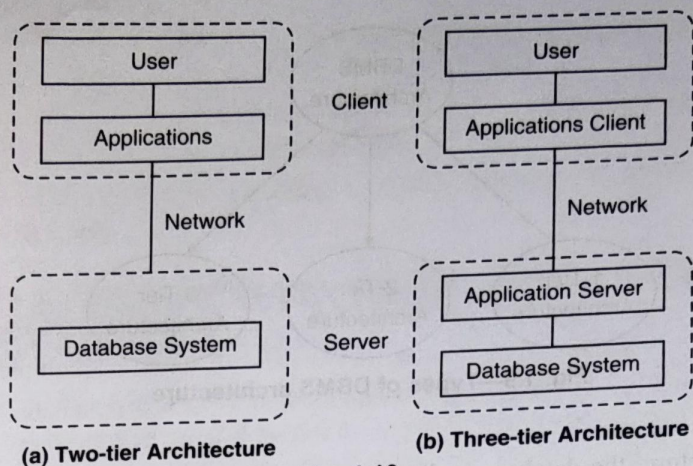 User
Applications
Client
User
Applications Client
Network
Network
Database System
Server
Application Server
Database System
(a) Two-tier Architecture
(b) Three-tier Architecture